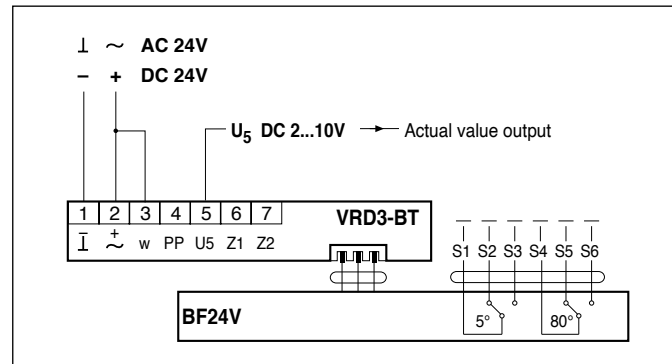 ⊥ ~ AC 24V
– + DC 24V
U5 DC 2...10V Actual value output
1 2 3 4 5 6 7
VRD3-BT
⊥ ~ w PP U5 Z1 Z2
– +
S1 S2 S3 S4 S5 S6
BF24V
5° 80°